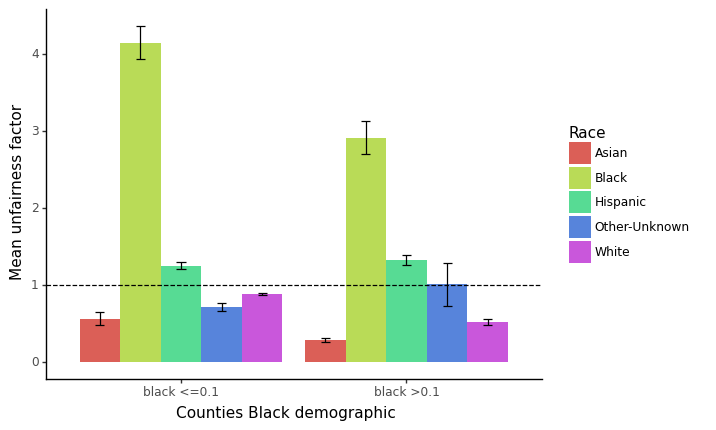 Mean unfairness factor
4
3
2
1
0
black <=0.1
black >0.1
Counties Black demographic
Race
Asian
Black
Hispanic
Other-Unknown
White